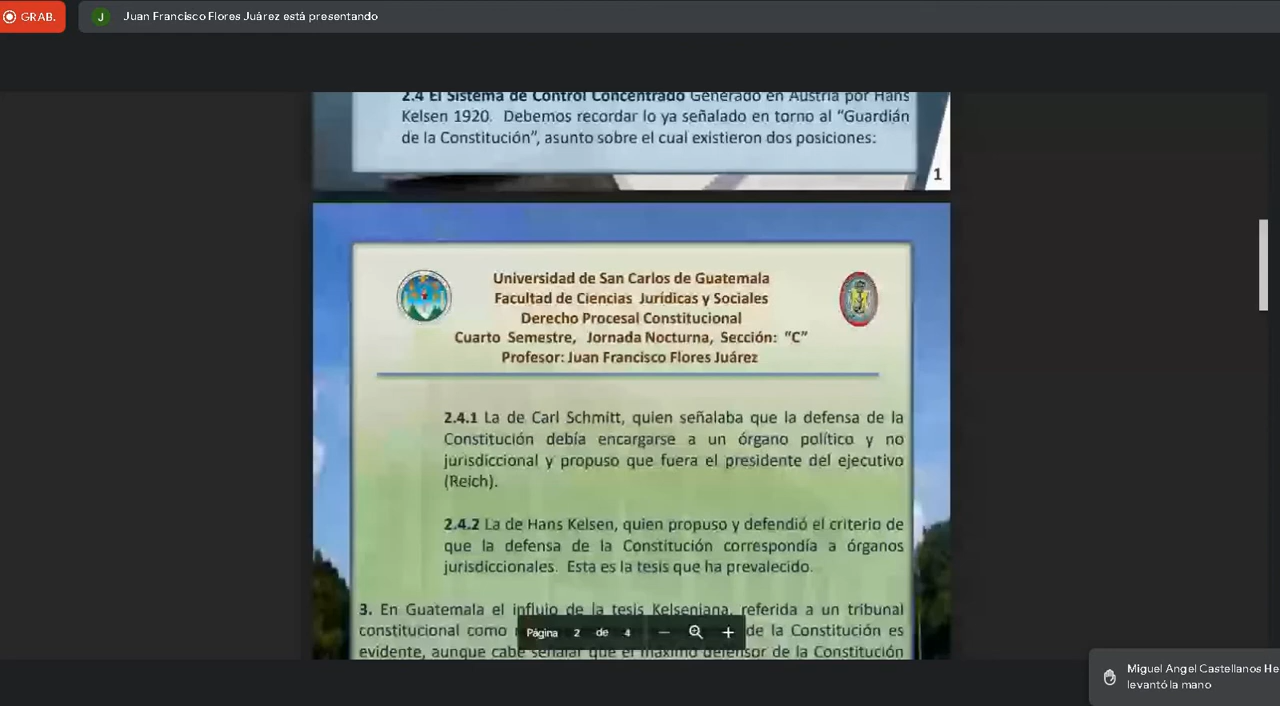 GRAB.
J
Juan Francisco Flores Juárez está presentando
2.4 El Sistema de Control Concentrado Generado en Austria por Hans
Kelsen 1920. Debemos recordar lo ya señalado en torno al “Guardián
de la Constitución”, asunto sobre el cual existieron dos posiciones:
1
Universidad de San Carlos de Guatemala
Facultad de Ciencias Jurídicas y Sociales
Derecho Procesal Constitucional
Cuarto Semestre, Jornada Nocturna, Sección: “C”
Profesor: Juan Francisco Flores Juárez
2.4.1 La de Carl Schmitt, quien señalaba que la defensa de la
Constitución debía encargarse a un órgano político y no
jurisdiccional y propuso que fuera el presidente del ejecutivo
(Reich).
2.4.2 La de Hans Kelsen, quien propuso y defendió el criterio de
que la defensa de la Constitución correspondía a órganos
jurisdiccionales. Esta es la tesis que ha prevalecido.
3. En Guatemala el influjo de la tesis Kelseniana, referida a un tribunal
constitucional como de la Constitución es
evidente, aunque cabe señalar que el máximo defensor de la Constitución
Página 2 de 4
Miguel Angel Castellanos He
levantó la mano